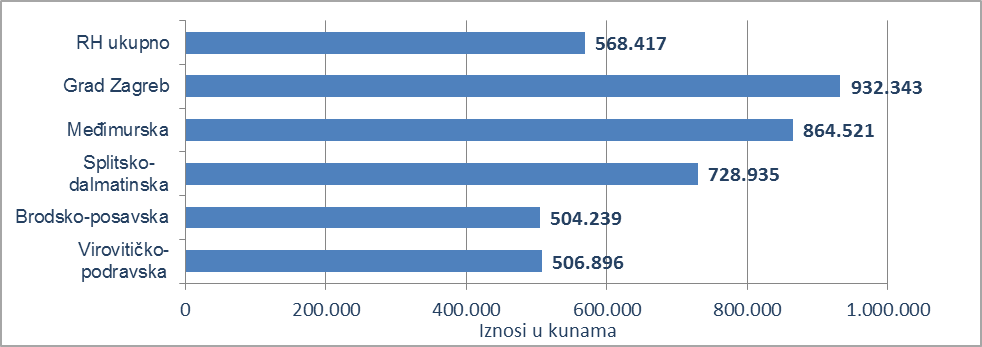 RH ukupno
568.417
Grad Zagreb
932.343
Međimurska
864.521
Splitsko-
dalmatinska
728.935
Brodsko-posavska
504.239
Virovitičko-
podravska
506.896
0 200.000 400.000 600.000 800.000 1.000.000
Iznosi u kunama